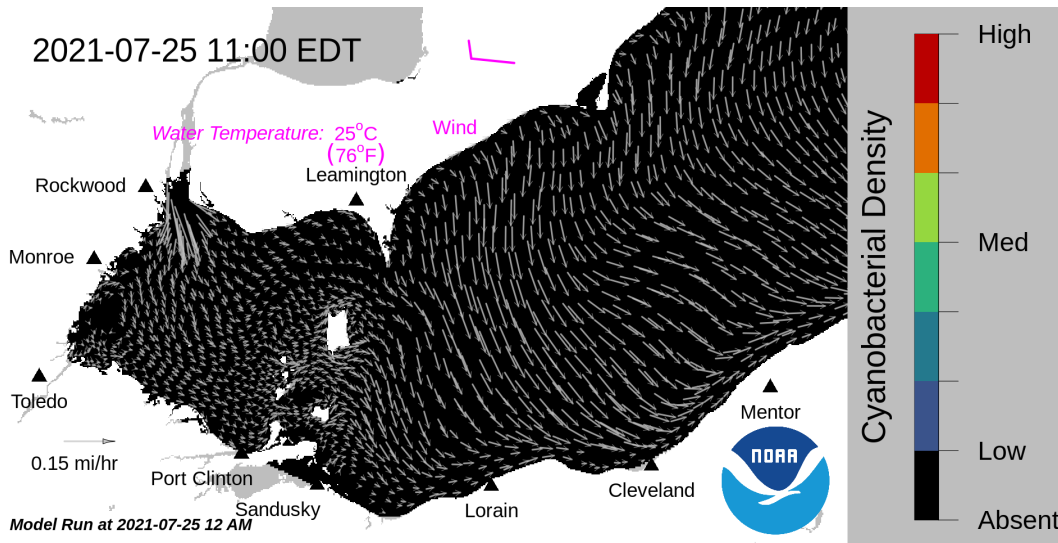 2021-07-25 11:00 EDT
High
Water Temperature: 25°C
(76°F)
Wind
Leamington
Rockwood
Monroe
Med
Cyanobacterial Density
Toledo
Mentor
0.15 mi/hr
NOAA
Low
Port Clinton
Cleveland
Sandusky
Lorain
Model Run at 2021-07-25 12 AM
Absent